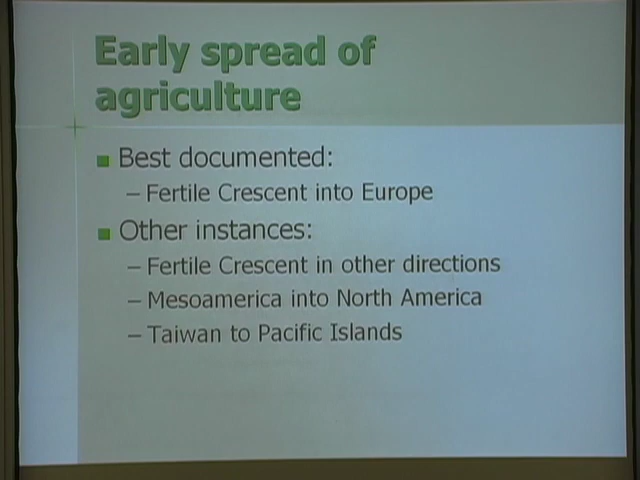 Early spread of
agriculture
Best documented:
– Fertile Crescent into Europe
Other instances:
– Fertile Crescent in other directions
– Mesoamerica into North America
– Taiwan to Pacific Islands